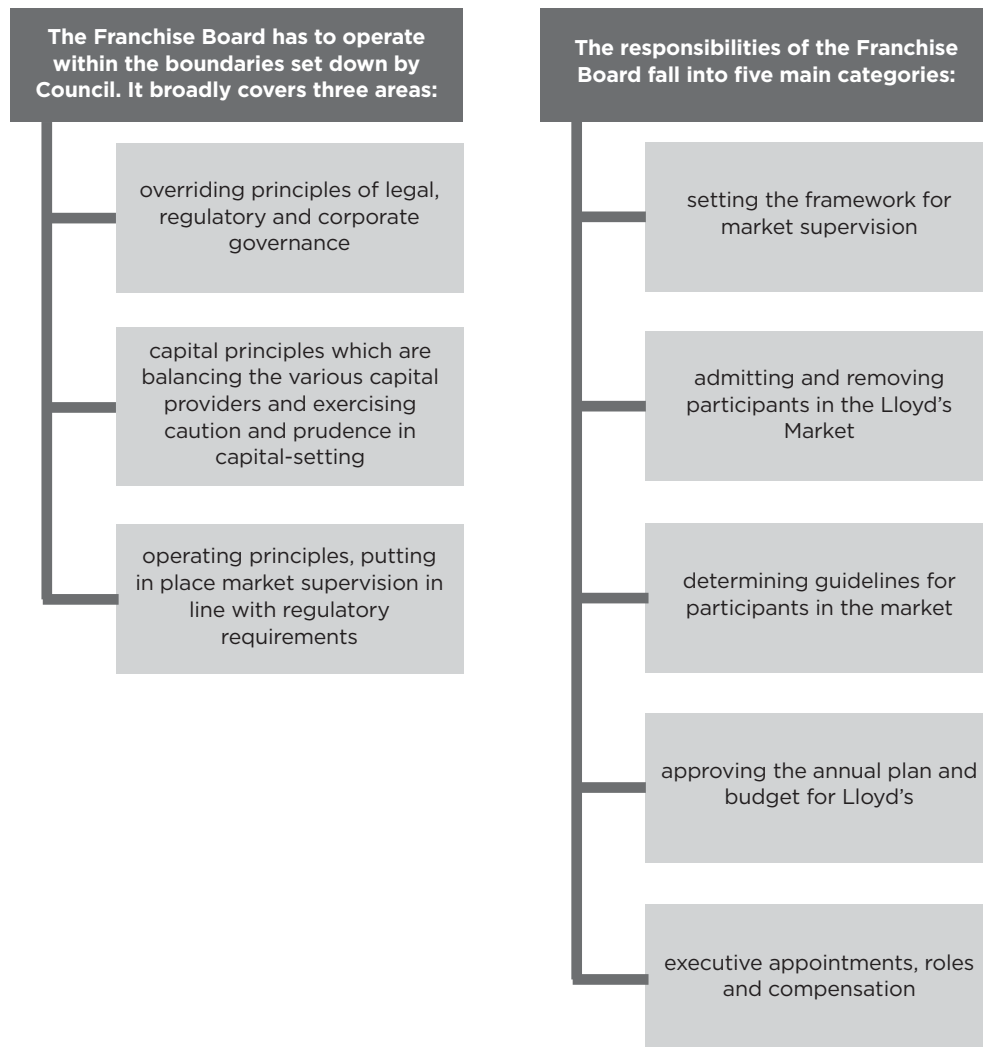 The Franchise Board has to operate
within the boundaries set down by
Council. It broadly covers three areas:
overriding principles of legal,
regulatory and corporate
governance
capital principles which are
balancing the various capital
providers and exercising
caution and prudence in
capital-setting
operating principles, putting
in place market supervision in
line with regulatory
requirements
The responsibilities of the Franchise
Board fall into five main categories:
setting the framework for
market supervision
admitting and removing
participants in the Lloyd’s
Market
determining guidelines for
participants in the market
approving the annual plan and
budget for Lloyd’s
executive appointments, roles
and compensation